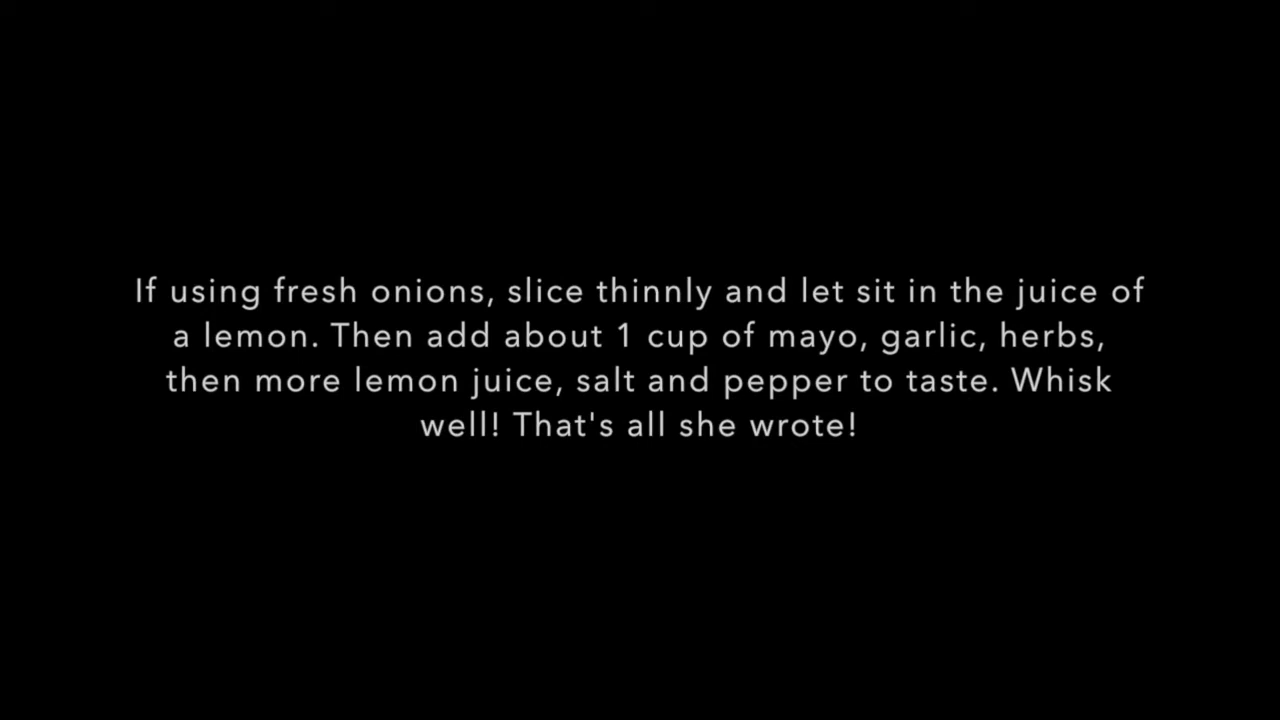 If using fresh onions, slice thinnly and let sit in the juice of
a lemon. Then add about 1 cup of mayo, garlic, herbs,
then more lemon juice, salt and pepper to taste. Whisk
well! That's all she wrote!